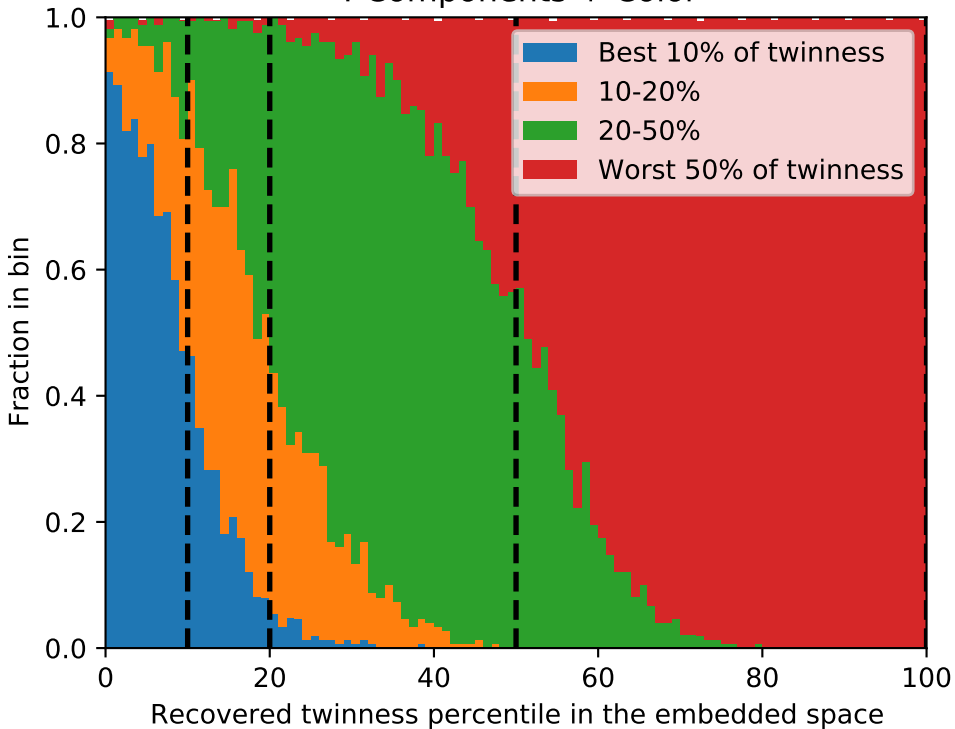 Components + Color
1.0
0.8
0.6
0.4
0.2
0.0
Fraction in bin
Best 10% of twinness
10-20%
20-50%
Worst 50% of twinness
0 20 40 60 80 100
Recovered twinness percentile in the embedded space